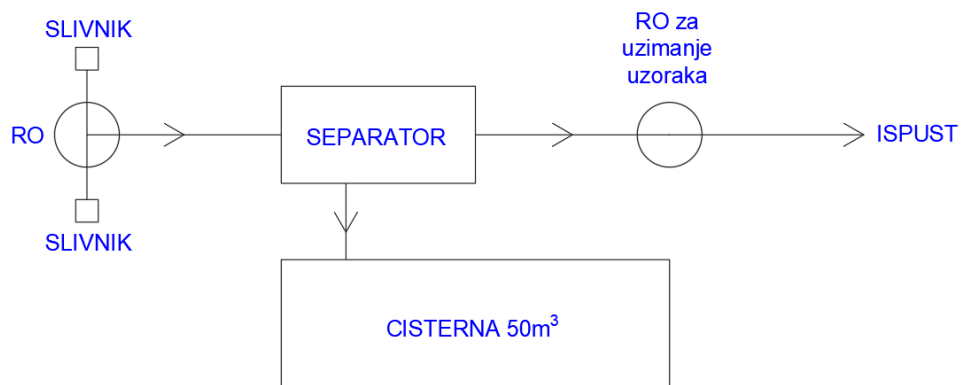 SLIVNIK
RO
SLIVNIK
SEPARATOR
RO za
uzimanje
uzoraka
ISPUST
CISTERNA 50m³